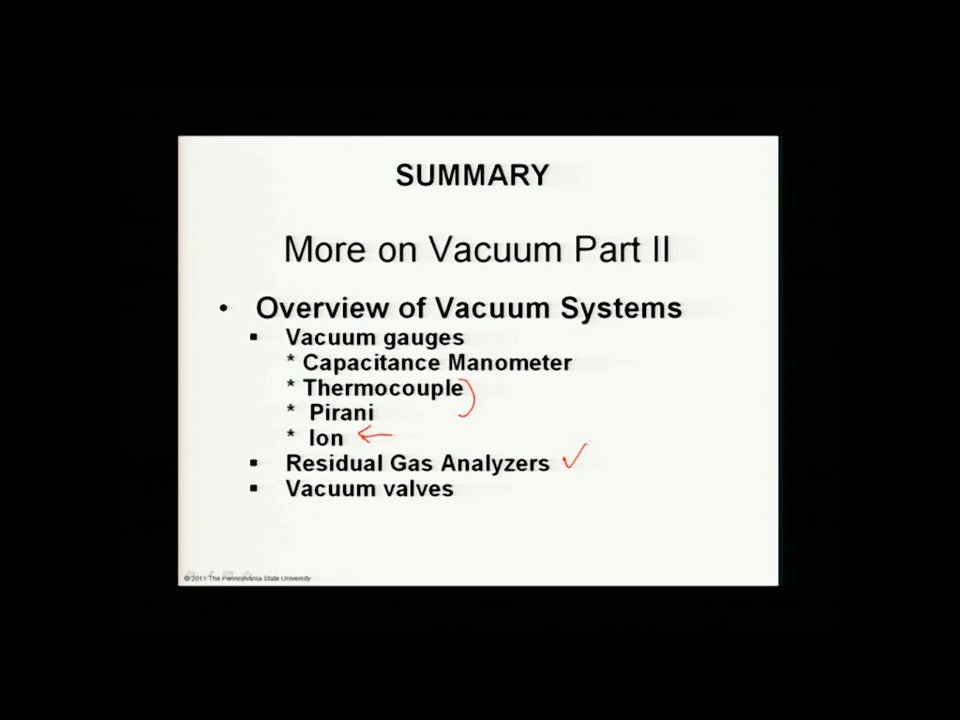 SUMMARY
More on Vacuum Part II
• Overview of Vacuum Systems
▪ Vacuum gauges
* Capacitance Manometer
* Thermocouple
* Pirani
* Ion
▪ Residual Gas Analyzers
▪ Vacuum valves
© 2011 The Pennsylvania State University